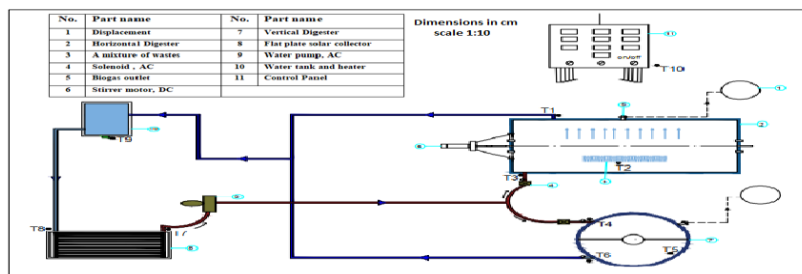 No. Part name No. Part name
1 Displacement 7 Vertical Digester
2 Horizontal Digester 8 Flat plate solar collector
3 A mixture of wastes 9 Water pump, AC
4 Solenoid , AC 10 Water tank and heater
5 Biogas outlet 11 Control Panel
6 Stirrer motor, DC
Dimensions in cm
scale 1:10
on/off
T10
T1
T9
T2
T3
T8
T7
T4
T5
T6